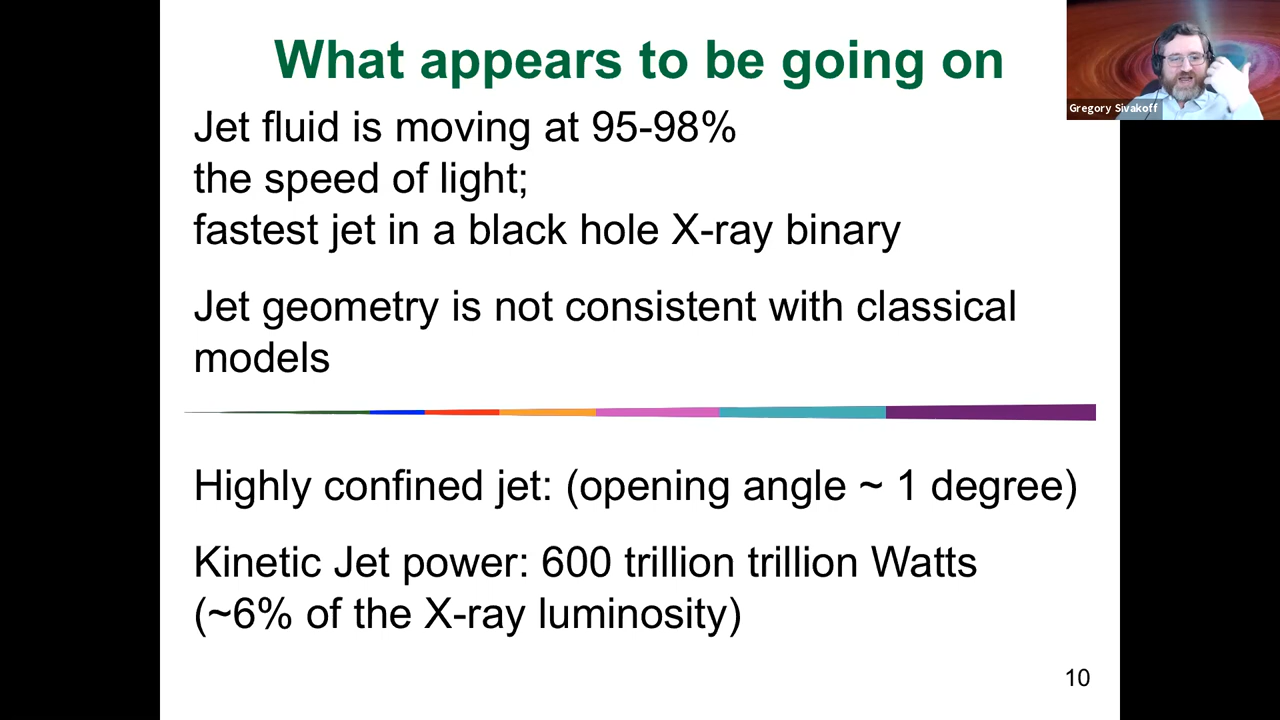 What appears to be going on
Gregory Sivakoff
Jet fluid is moving at 95-98%
the speed of light;
fastest jet in a black hole X-ray binary
Jet geometry is not consistent with classical
models
Highly confined jet: (opening angle ~ 1 degree)
Kinetic Jet power: 600 trillion trillion Watts
(~6% of the X-ray luminosity)
10